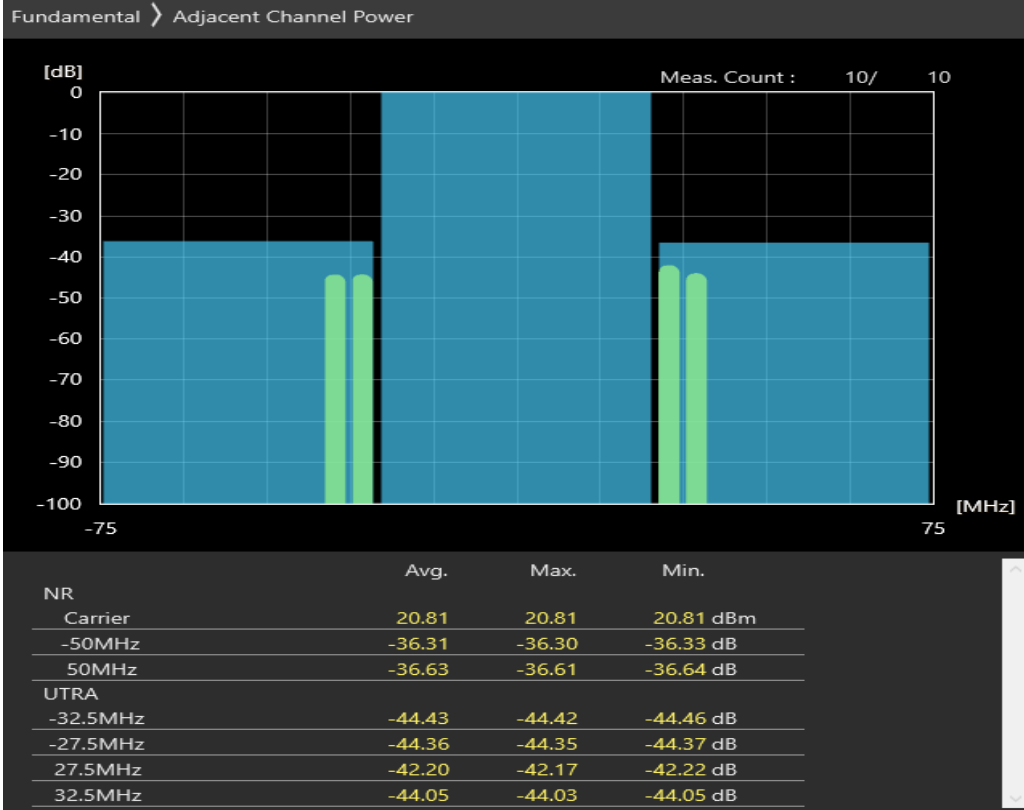 Fundamental 〉 Adjacent Channel Power
[dB]
Meas. Count : 10/ 10
0
-10
-20
-30
-40
-50
-60
-70
-80
-90
-100
[MHz]
-75 75
Avg. Max. Min.
NR
Carrier 20.81 20.81 20.81 dBm
-50MHz -36.31 -36.30 -36.33 dB
50MHz -36.63 -36.61 -36.64 dB
UTRA
-32.5MHz -44.43 -44.42 -44.46 dB
-27.5MHz -44.36 -44.35 -44.37 dB
27.5MHz -42.20 -42.17 -42.22 dB
32.5MHz -44.05 -44.03 -44.05 dB